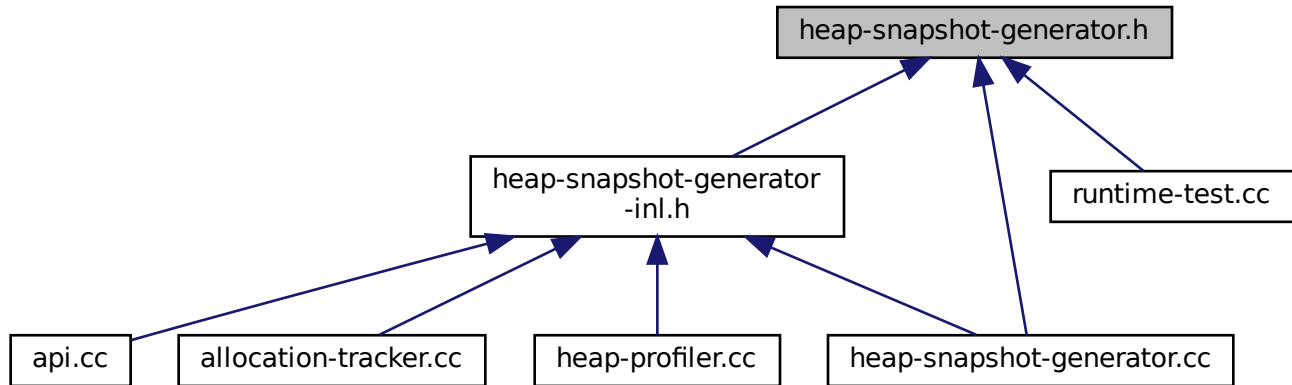 heap-snapshot-generator.h
heap-snapshot-generator
-inl.h
runtime-test.cc
api.cc
allocation-tracker.cc
heap-profiler.cc
heap-snapshot-generator.cc